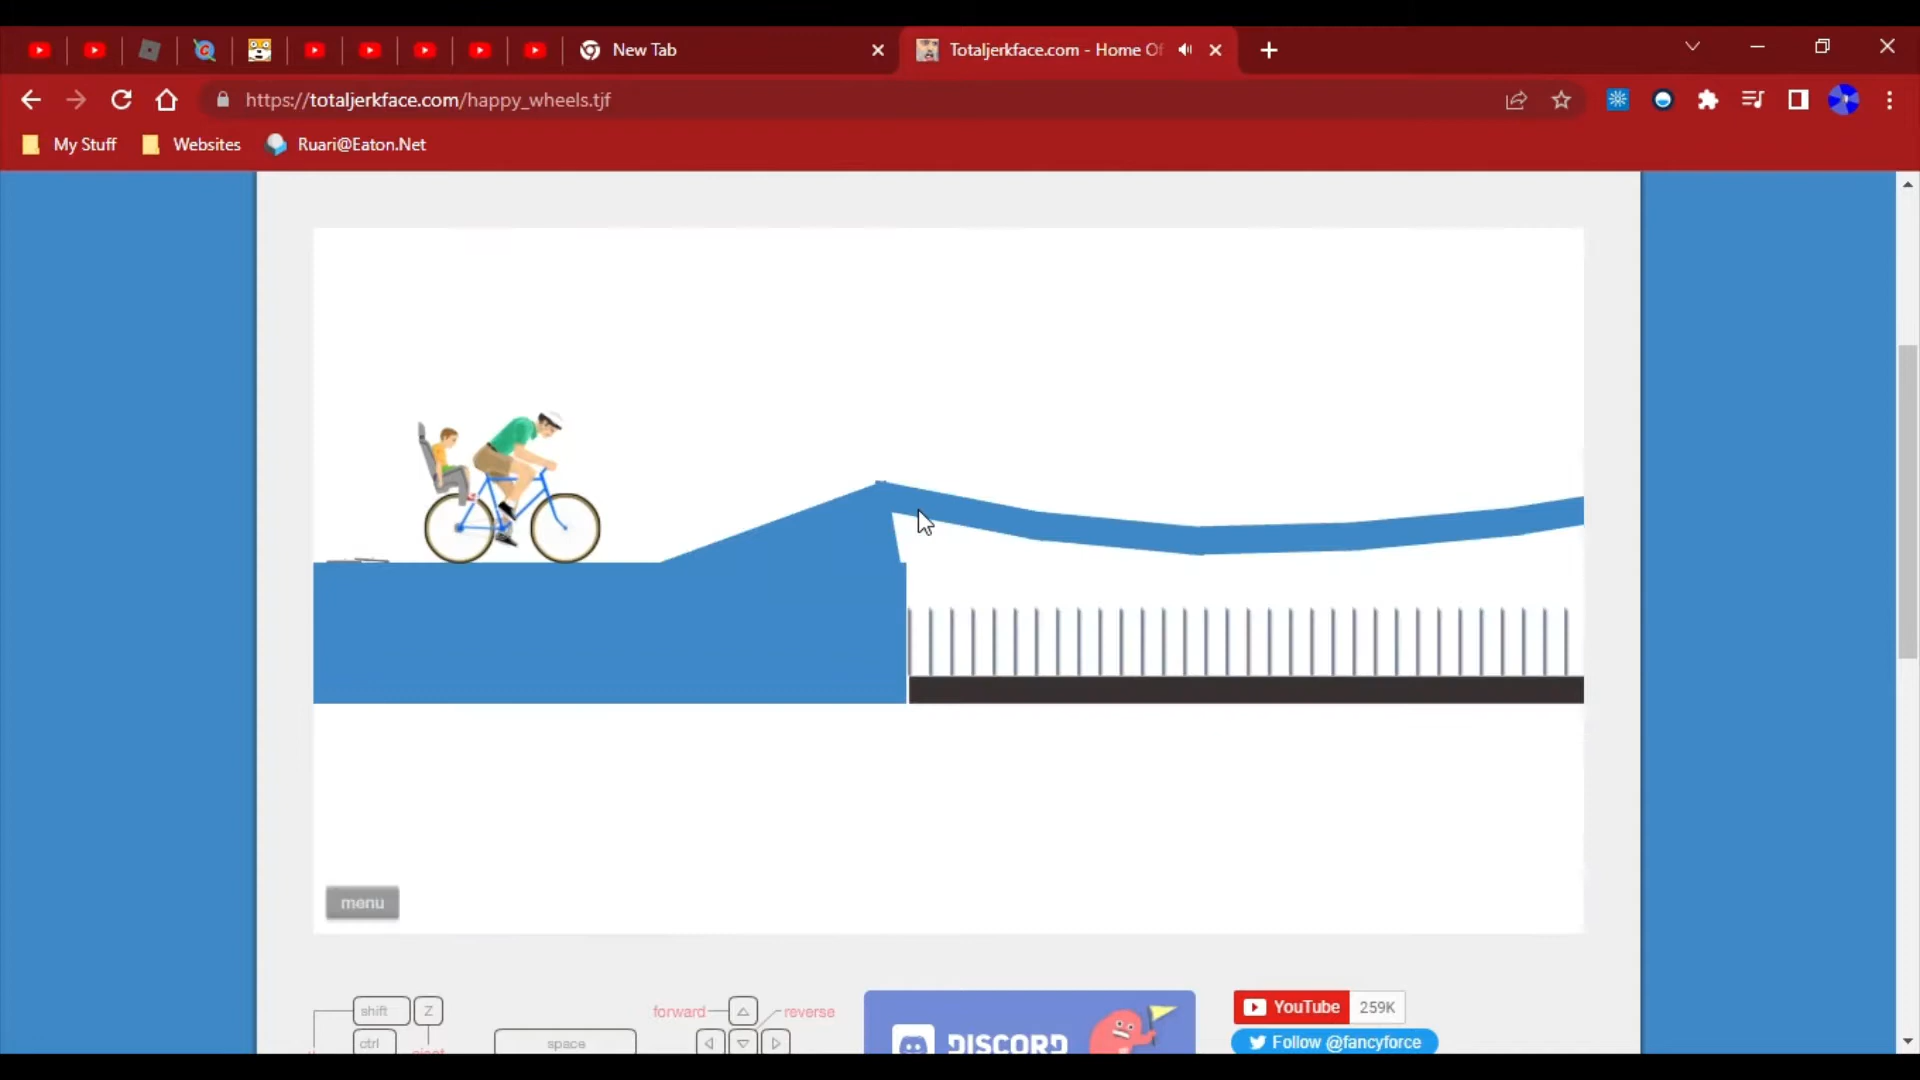 New Tab
Totaljerkface.com - Home Of
https://totaljerkface.com/happy_wheels.tjf
My Stuff
Websites
Ruari@Eaton.Net
menu
shift
Z
forward
reverse
YouTube
259K
ctrl
space
DISCORD
Follow @fancyforce